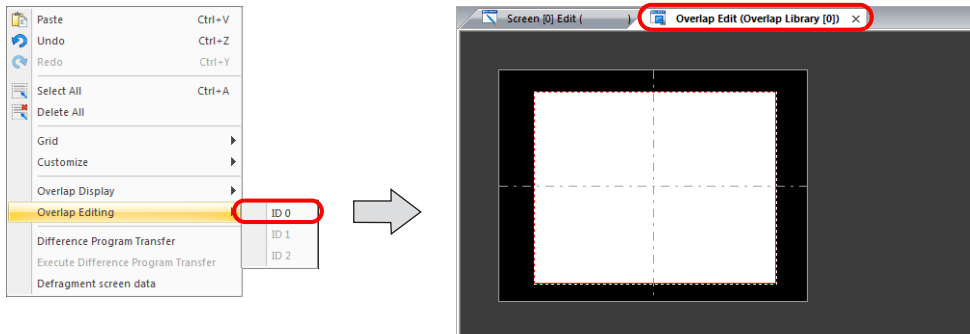 Paste Ctrl+V
Undo Ctrl+Z
Redo Ctrl+Y
Select All Ctrl+A
Delete All
Grid
Customize
Overlap Display
Overlap Editing
ID 0
ID 1
ID 2
Difference Program Transfer
Execute Difference Program Transfer
Defragment screen data
Screen [0] Edit ( )
Overlap Edit (Overlap Library [0]) ×